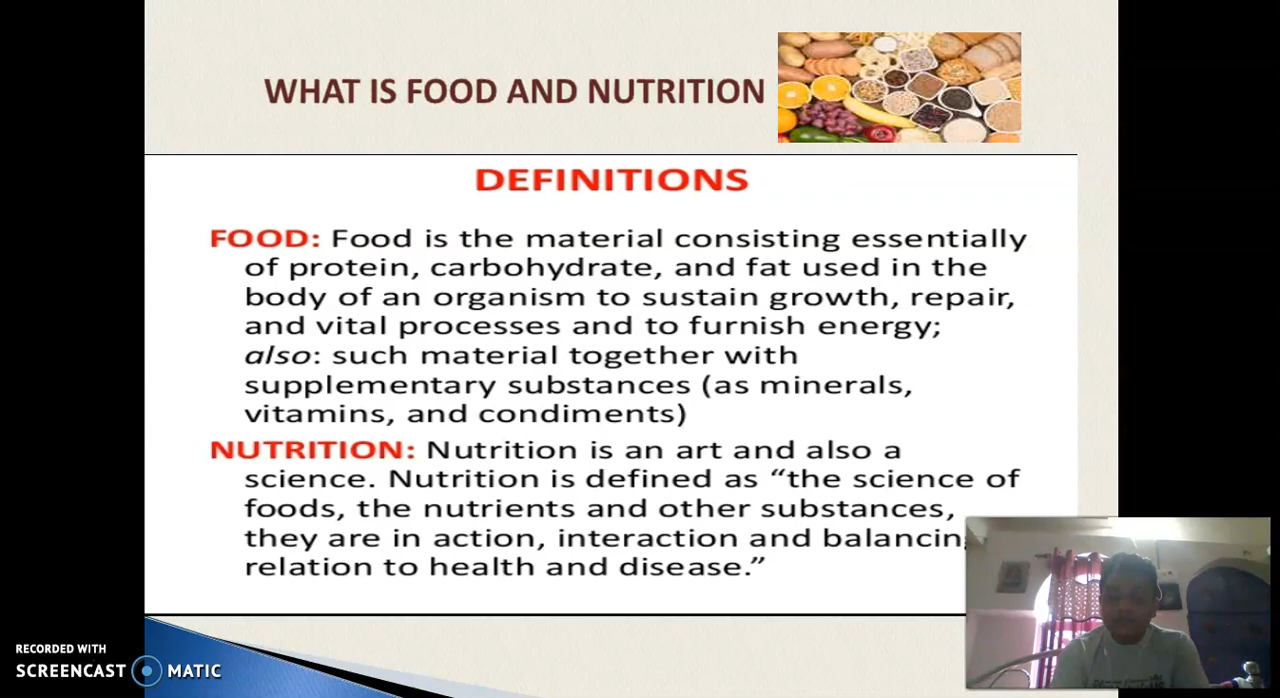 WHAT IS FOOD AND NUTRITION
DEFINITIONS
FOOD: Food is the material consisting essentially
of protein, carbohydrate, and fat used in the
body of an organism to sustain growth, repair,
and vital processes and to furnish energy;
also: such material together with
supplementary substances (as minerals,
vitamins, and condiments)
NUTRITION: Nutrition is an art and also a
science. Nutrition is defined as “the science of
foods, the nutrients and other substances,
they are in action, interaction and
relation to health and disease.”
RECORDED WITH
SCREENCAST MATIC